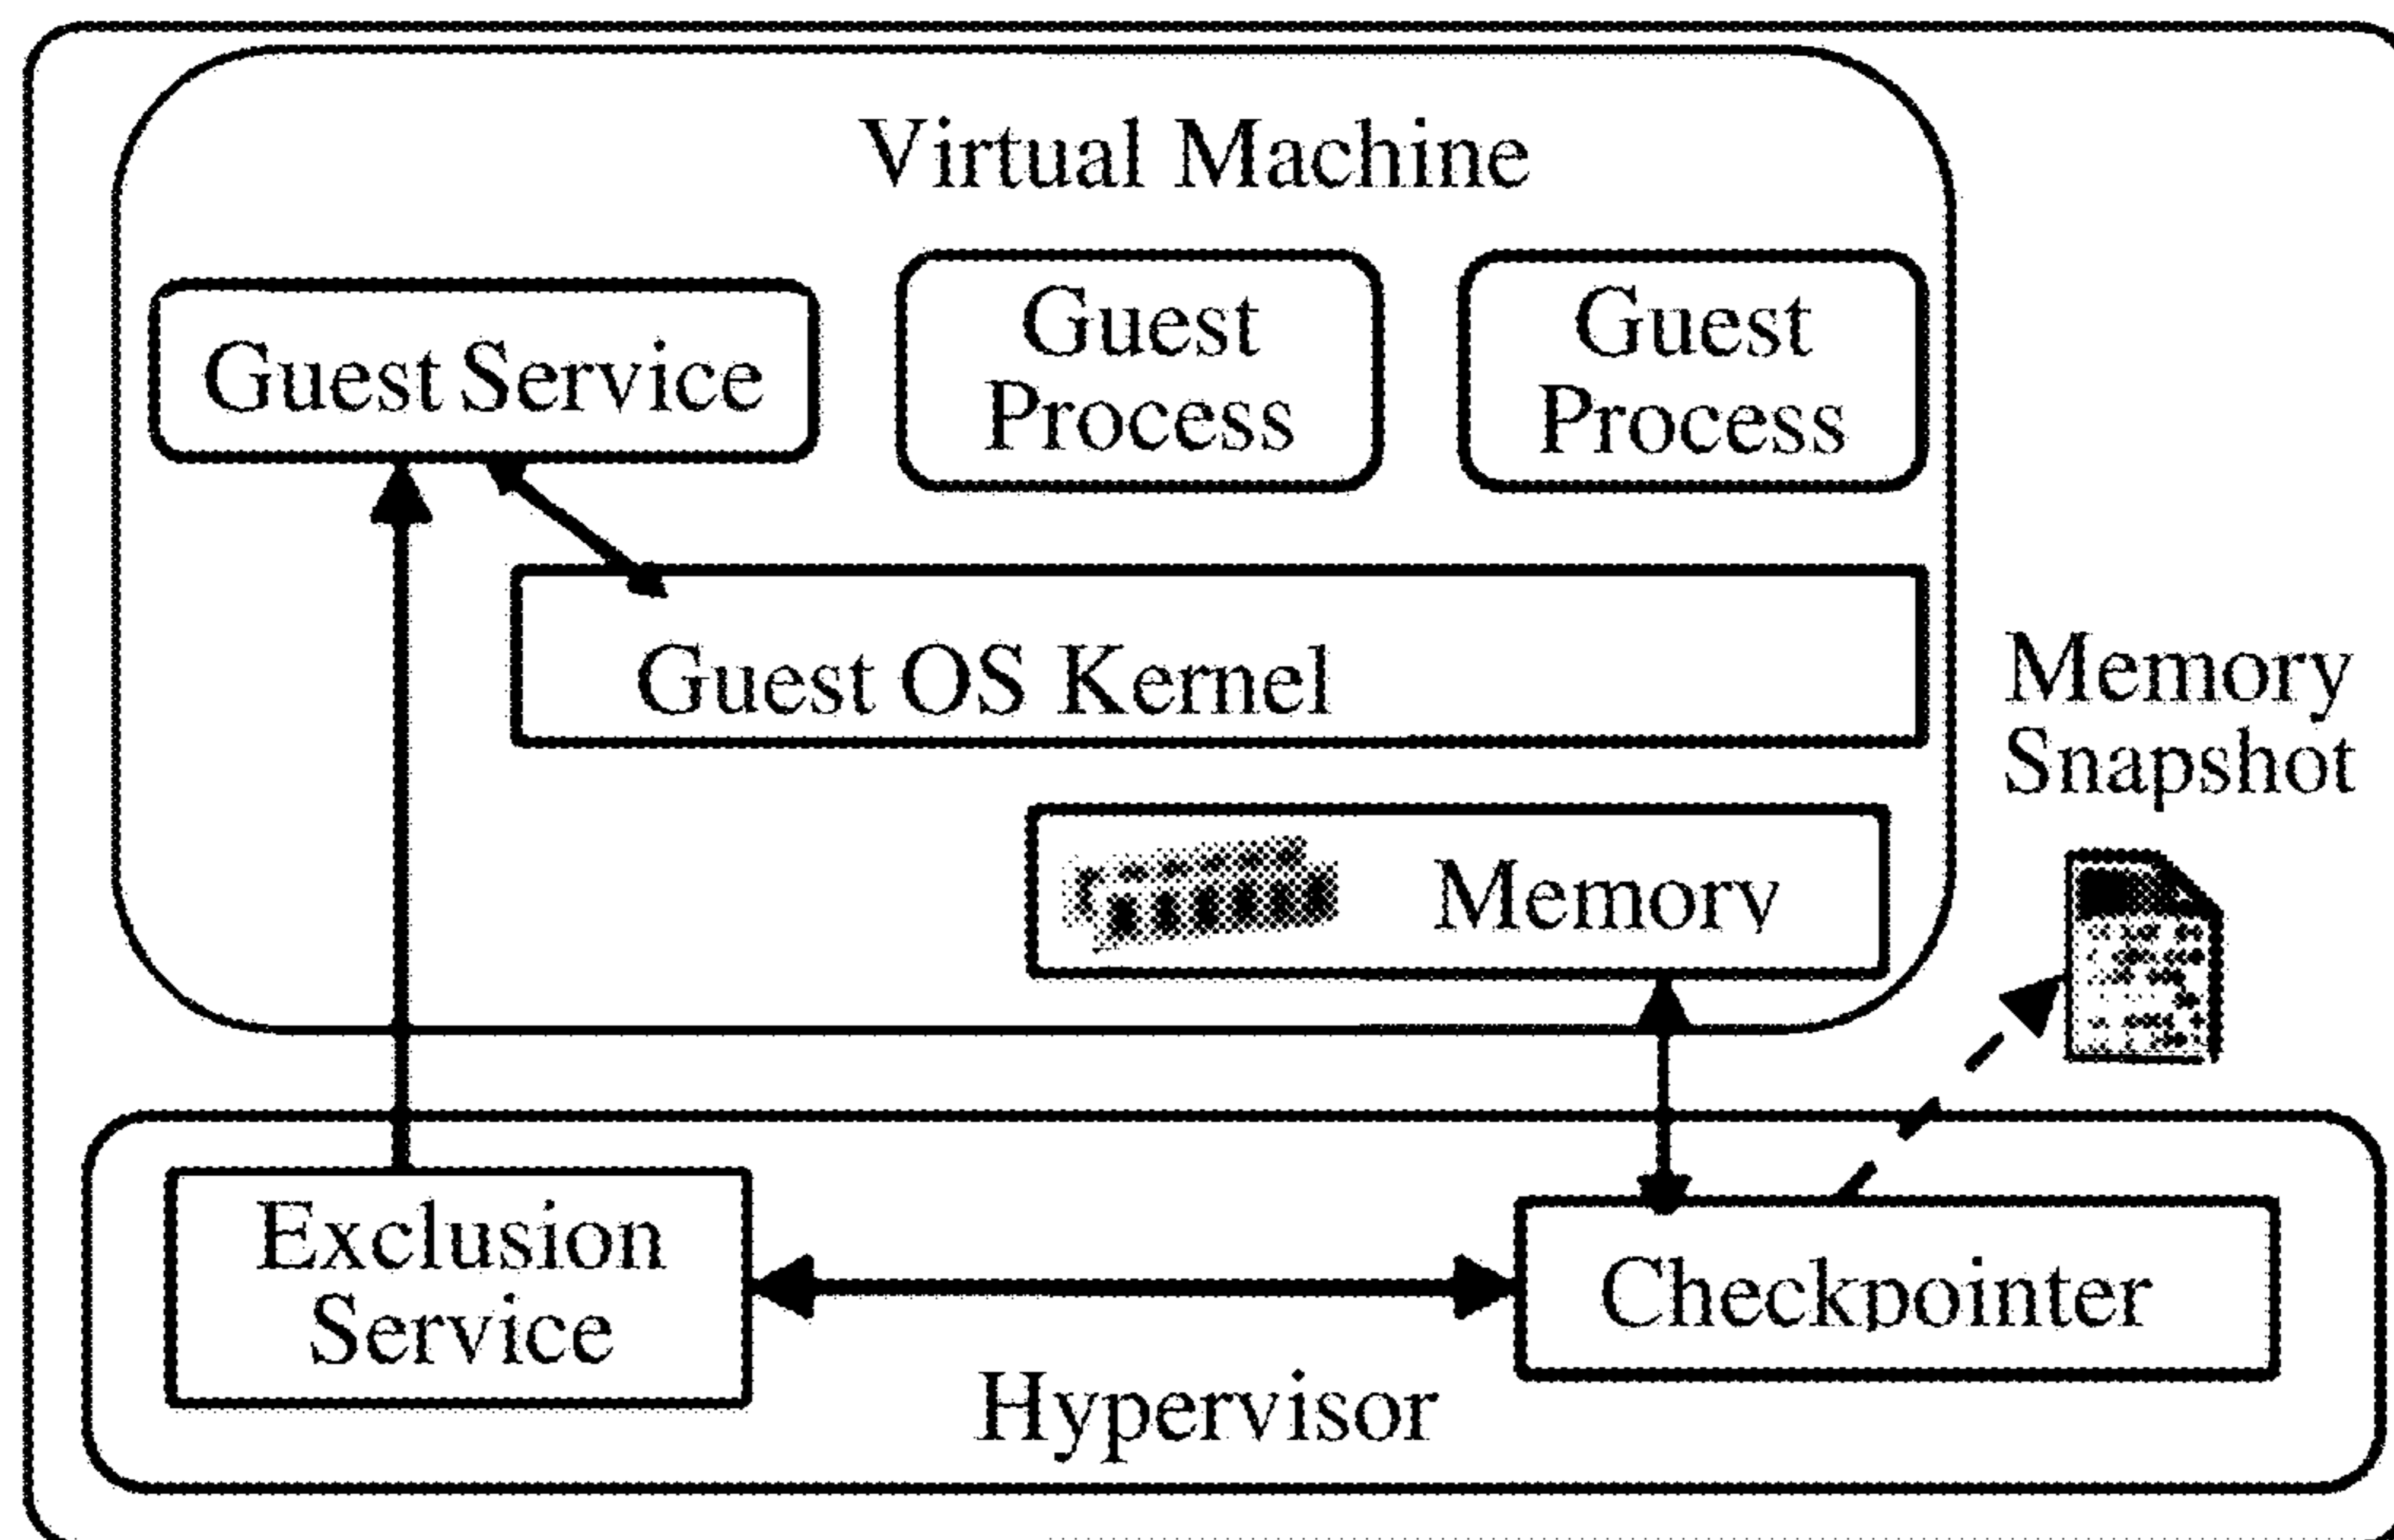 Virtual Machine
Guest Service
Guest
Process
Guest
Process
Guest OS Kernel
Memory
Snapshot
Memory
Exclusion
Service
Checkpointer
Hypervisor